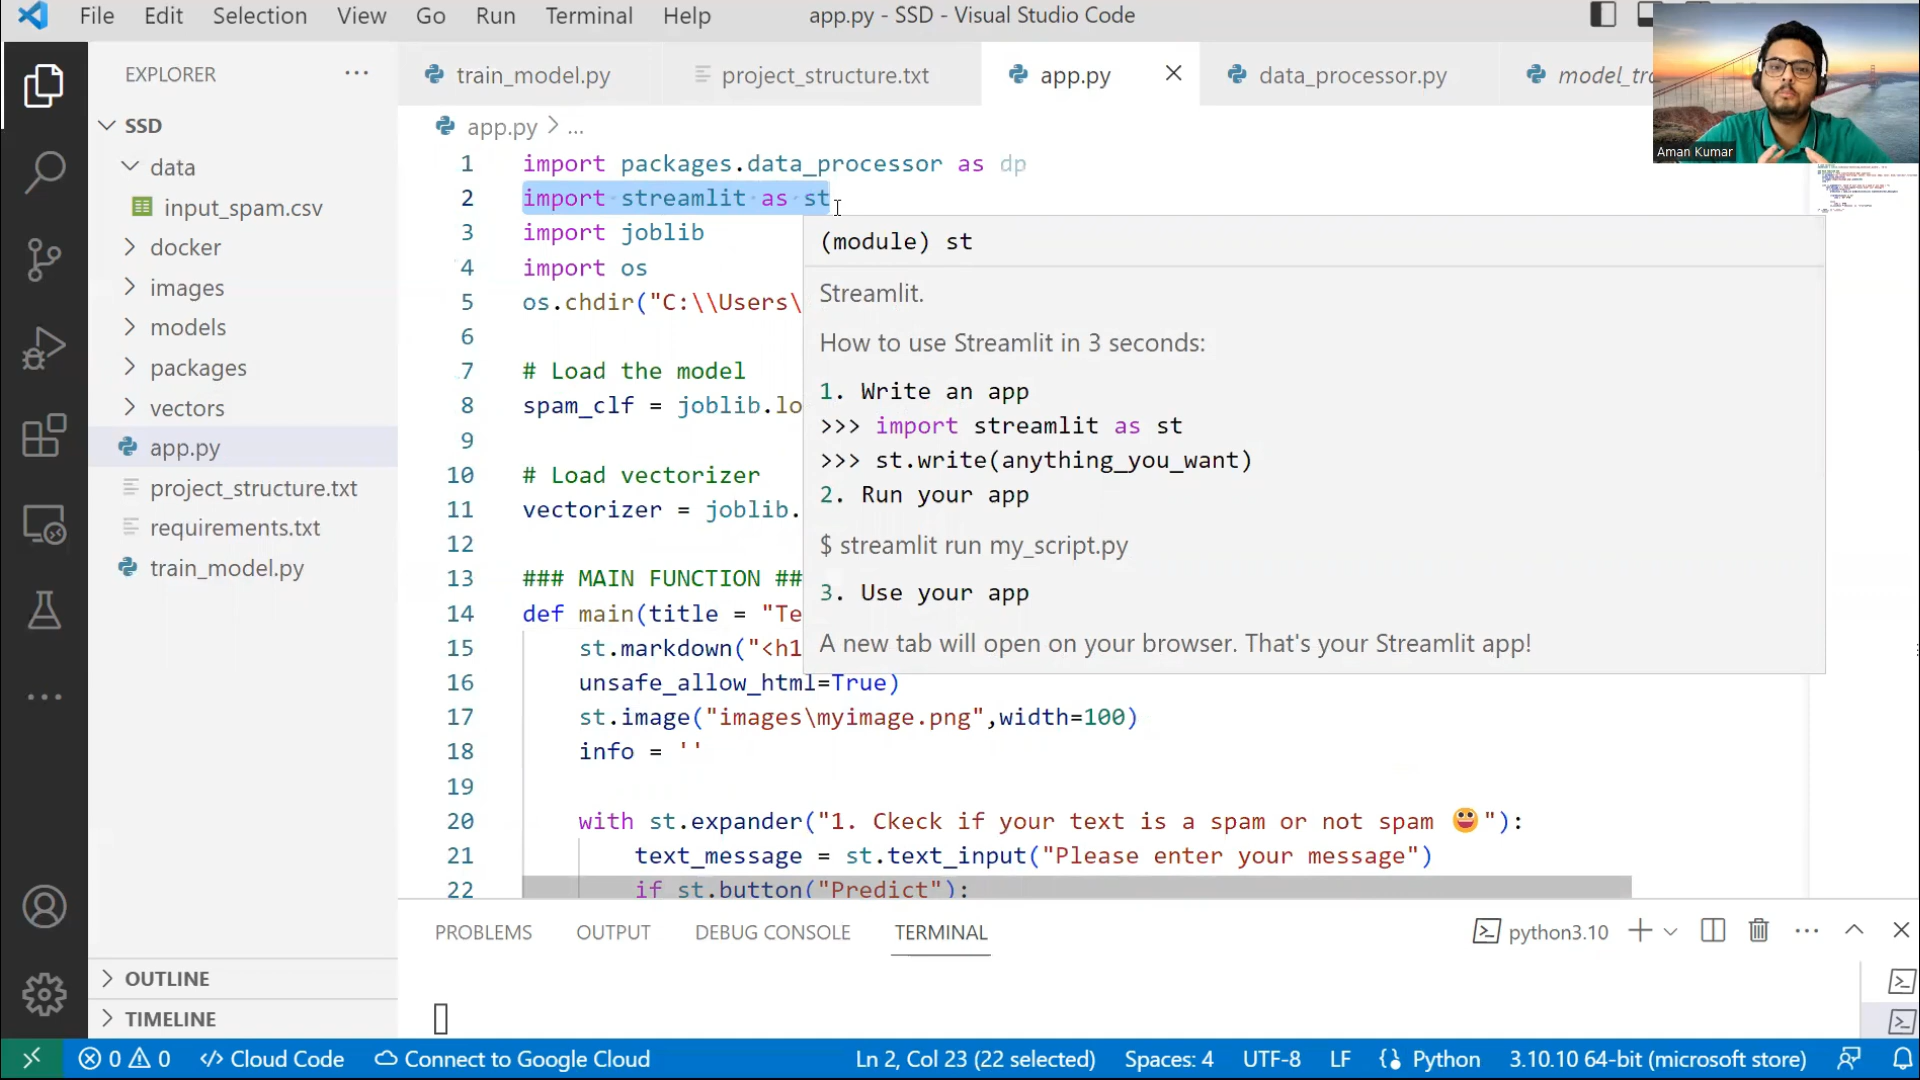 File Edit Selection View Go Run Terminal Help app.py - SSD - Visual Studio Code
EXPLORER ...
train_model.py project_structure.txt app.py data_processor.py model_tr
Aman Kumar
SSD
data
input_spam.csv
docker
images
models
packages
vectors
app.py
project_structure.txt
requirements.txt
train_model.py
OUTLINE
TIMELINE
app.py > ...
1 import packages.data_processor as dp
2 import streamlit as st
3 import joblib
4 import os
5 os.chdir("C:\\Users\
6
7 # Load the model
8 spam_clf = joblib.lo
9
10 # Load vectorizer
11 vectorizer = joblib.
12
13 ### MAIN FUNCTION ##
14 def main(title = "Te
15 st.markdown("<h1
16 unsafe_allow_html=True)
17 st.image("images\myimage.png",width=100)
18 info = ''
19
20 with st.expander("1. Ckeck if your text is a spam or not spam 😀"):
21 text_message = st.text_input("Please enter your message")
22 if st.button("Predict"):
(module) st
Streamlit.
How to use Streamlit in 3 seconds:
1. Write an app
>>> import streamlit as st
>>> st.write(anything_you_want)
2. Run your app
$ streamlit run my_script.py
3. Use your app
A new tab will open on your browser. That's your Streamlit app!
PROBLEMS OUTPUT DEBUG CONSOLE TERMINAL python3.10
0 0 Cloud Code Connect to Google Cloud Ln 2, Col 23 (22 selected) Spaces: 4 UTF-8 LF Python 3.10.10 64-bit (microsoft store)